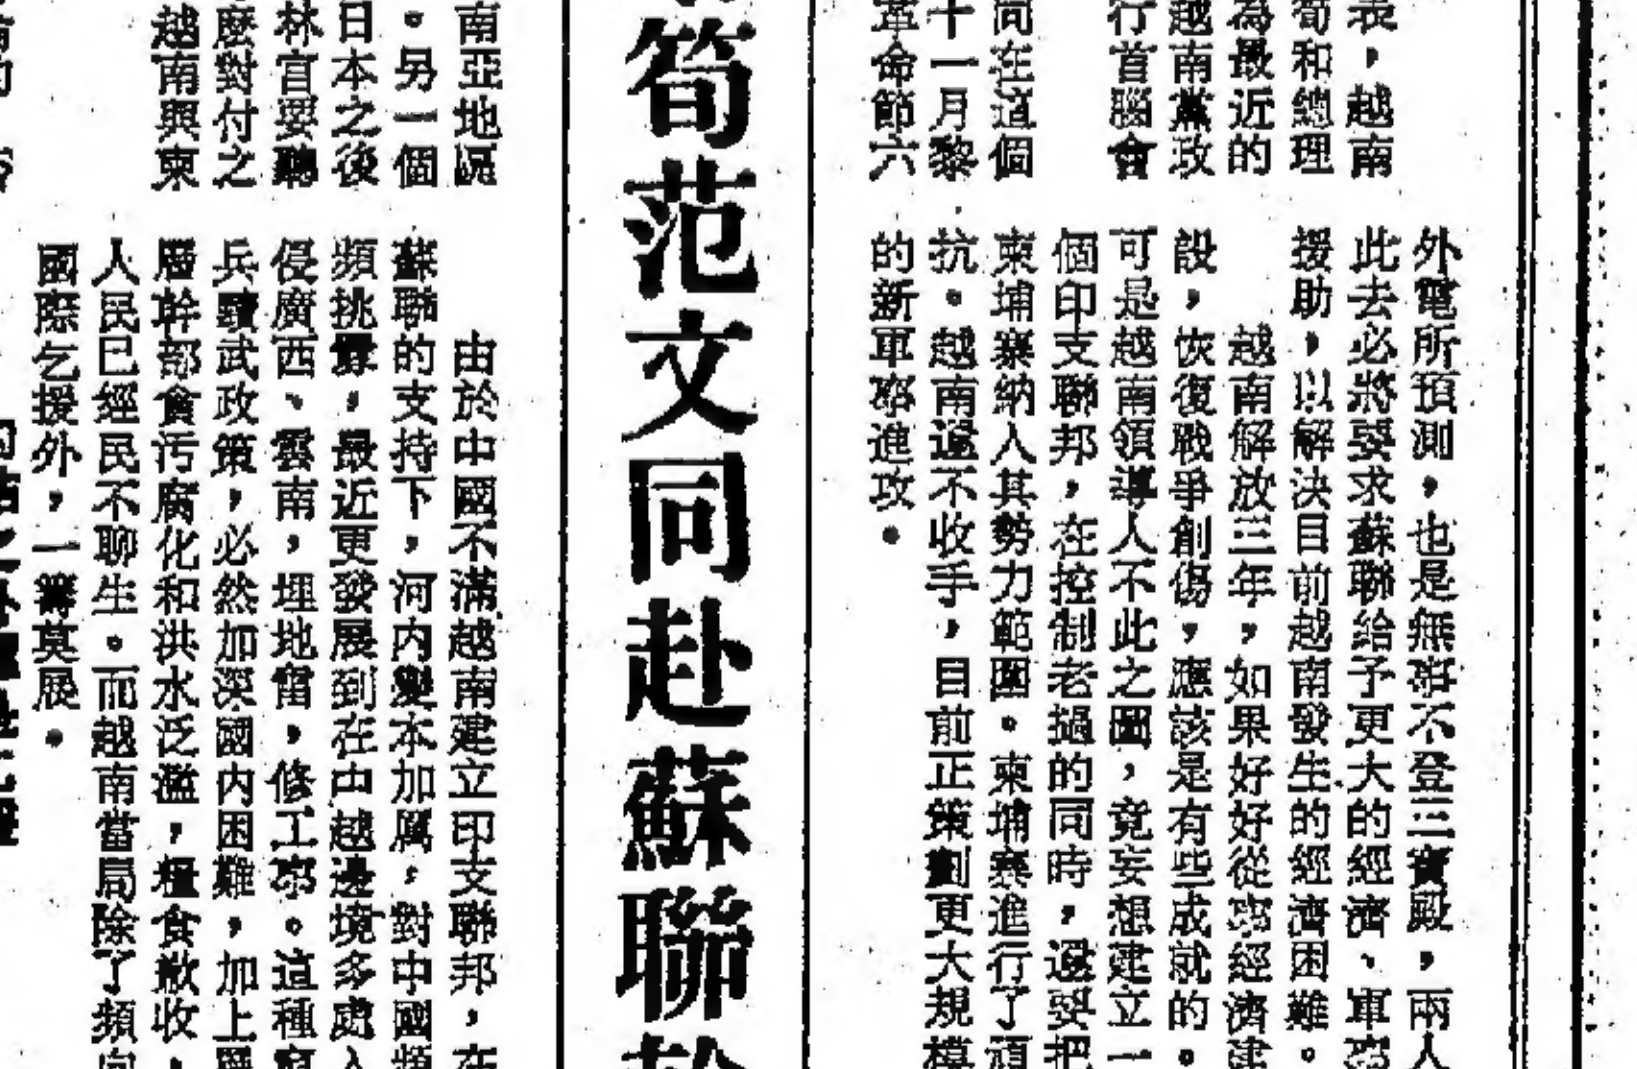 表，越南
筍和總理
為最近的
越南黨政
行首腦會
同在這個
十一月黎
革命節六
外電所預測，也是無事不登三寶殿，兩人
此去必將要求蘇聯給予更大的經濟、軍事
援助，以解決目前越南發生的經濟困難。
越南解放三年，如果好好從事經濟建
設，恢復戰爭創傷，應該是有些成就的。
可是越南領導人不此之圖，竟妄想建立一
個印支聯邦，在控制老撾的同時，還要把
柬埔寨納入其勢力範圍。柬埔寨進行了頑
抗。越南還不收手，目前正策劃更大規模
的新軍事進攻。
筍范文同赴蘇聯
南亞地區
。另一個
日本之後
林官要聽
麼對付之
越南與柬
由於中國不滿越南建立印支聯邦，在
蘇聯的支持下，河内變本加厲，對中國頻
頻挑釁，最近更發展到在中越邊境多處入
侵廣西、雲南，埋地雷，修工事。這種窮
兵黷武政策，必然加深國内困難，加上
層幹部貪污腐化和洪水泛濫，糧食歉收，
人民已經民不聊生。而越南當局除了頻向
國際乞援外，一籌莫展。